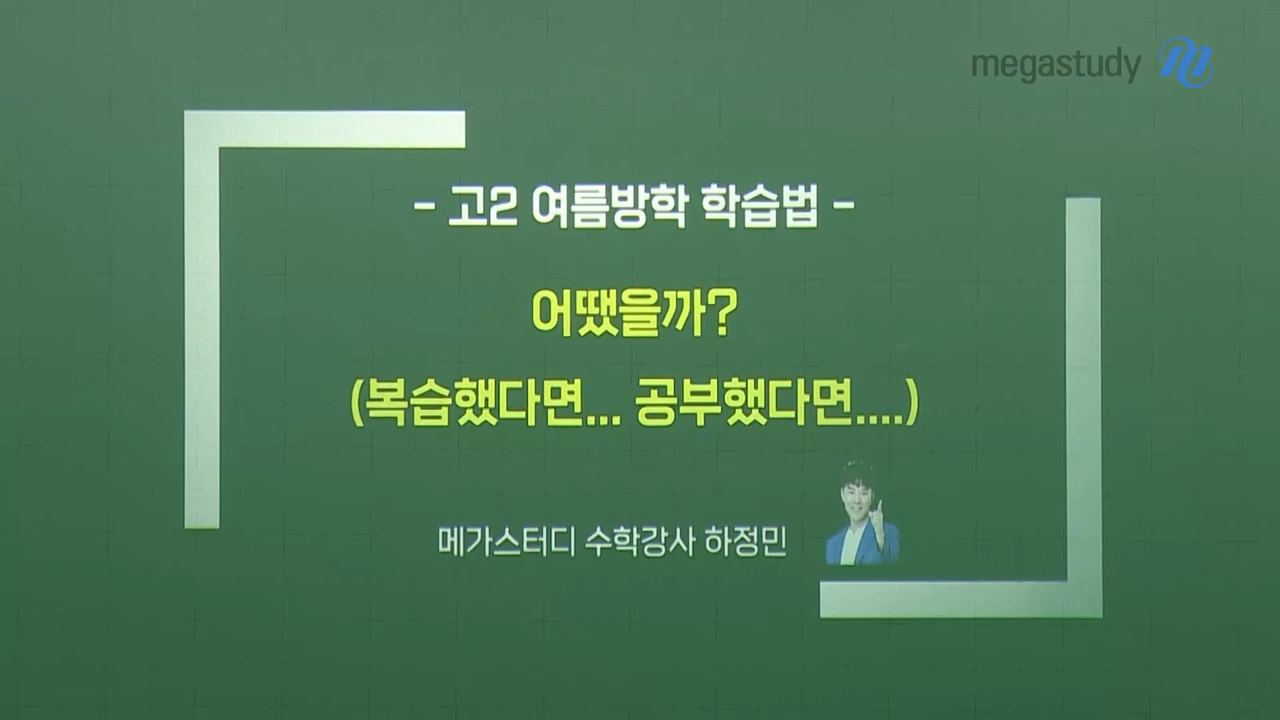 megastudy
- 고2 여름방학 학습법 -
어땠을까?
(복습했다면... 공부했다면....)
메가스터디 수학강사 하정민